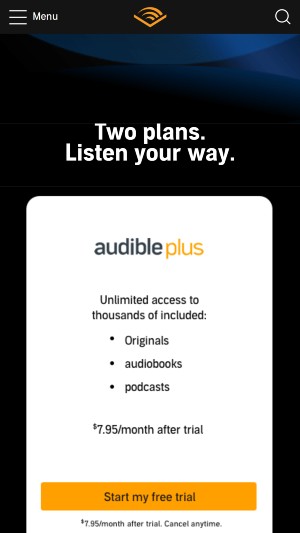 Menu
Two plans.
Listen your way.
audible plus
Unlimited access to
thousands of included:
• Originals
• audiobooks
• podcasts
$7.95/month after trial
Start my free trial
$7.95/month after trial. Cancel anytime.